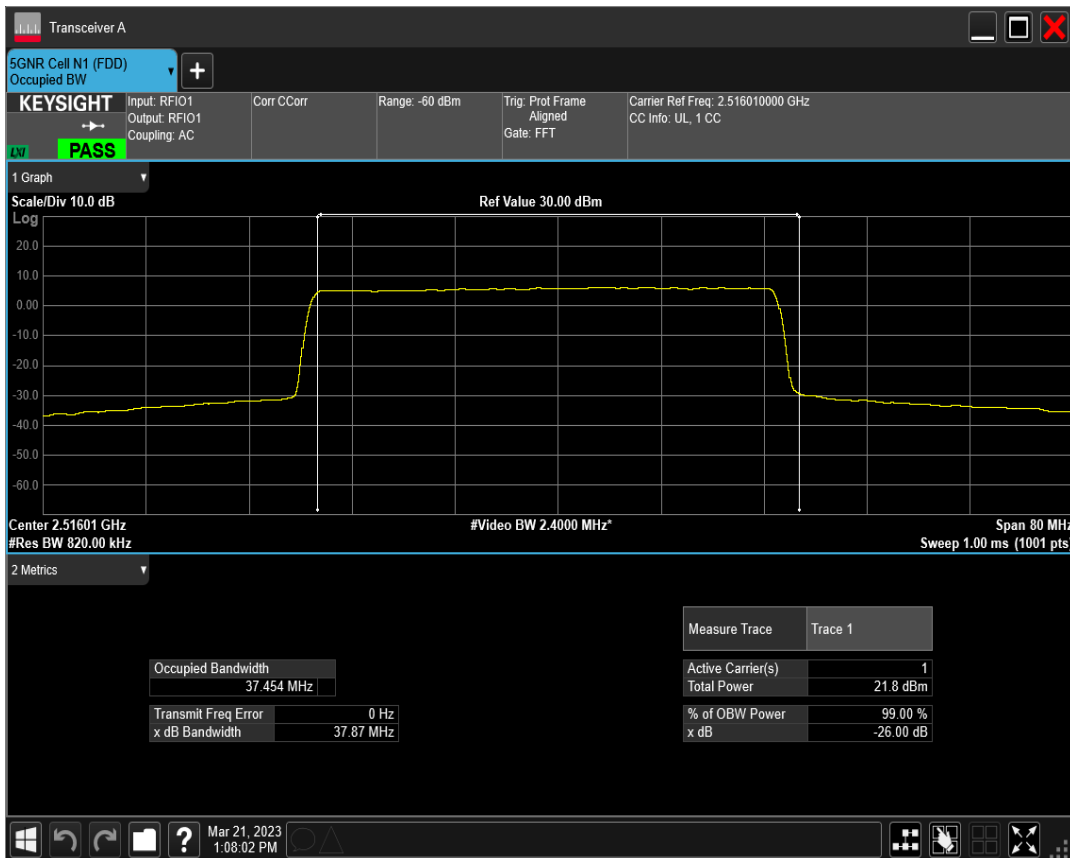 Transceiver A
5GNR Cell N1 (FDD)
Occupied BW
+
KEYSIGHT
LXI
PASS
Input: RFIO1
Output: RFIO1
Coupling: AC
Corr CCorr
Range: -60 dBm
Trig: Prot Frame
Aligned
Gate: FFT
Carrier Ref Freq: 2.516010000 GHz
CC Info: UL, 1 CC
1 Graph
Scale/Div 10.0 dB
Ref Value 30.00 dBm
Log
20.0
10.0
0.00
-10.0
-20.0
-30.0
-40.0
-50.0
-60.0
Center 2.51601 GHz
#Video BW 2.4000 MHz*
Span 80 MHz
#Res BW 820.00 kHz
Sweep 1.00 ms (1001 pts)
2 Metrics
Measure Trace Trace 1
Occupied Bandwidth
37.454 MHz
Active Carrier(s) 1
Total Power 21.8 dBm
Transmit Freq Error 0 Hz
x dB Bandwidth 37.87 MHz
% of OBW Power 99.00 %
x dB -26.00 dB
?
Mar 21, 2023
1:08:02 PM